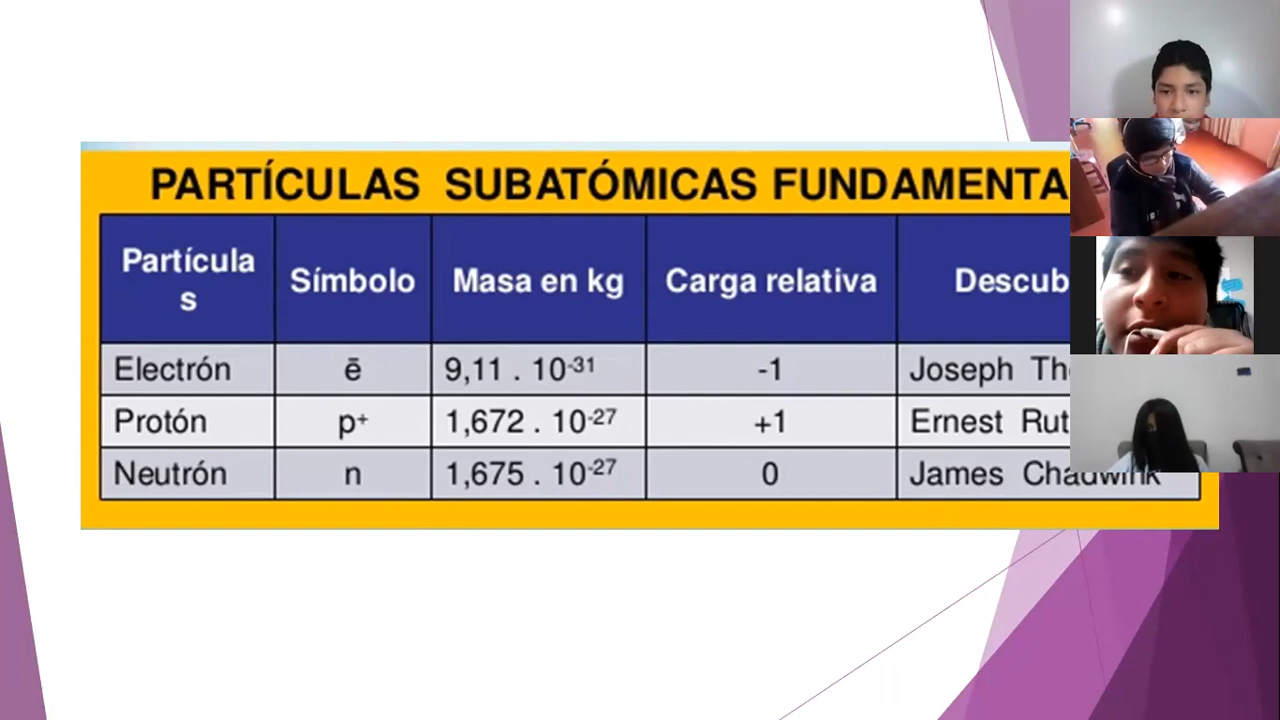 PARTÍCULAS SUBATÓMICAS FUNDAMENTA
Partícula
s
Símbolo Masa en kg Carga relativa Descub
Electrón ē 9,11 . 10⁻³¹ -1 Joseph Th
Protón p⁺ 1,672 . 10⁻²⁷ +1 Ernest Rut
Neutrón n 1,675 . 10⁻²⁷ 0 James Chadwink